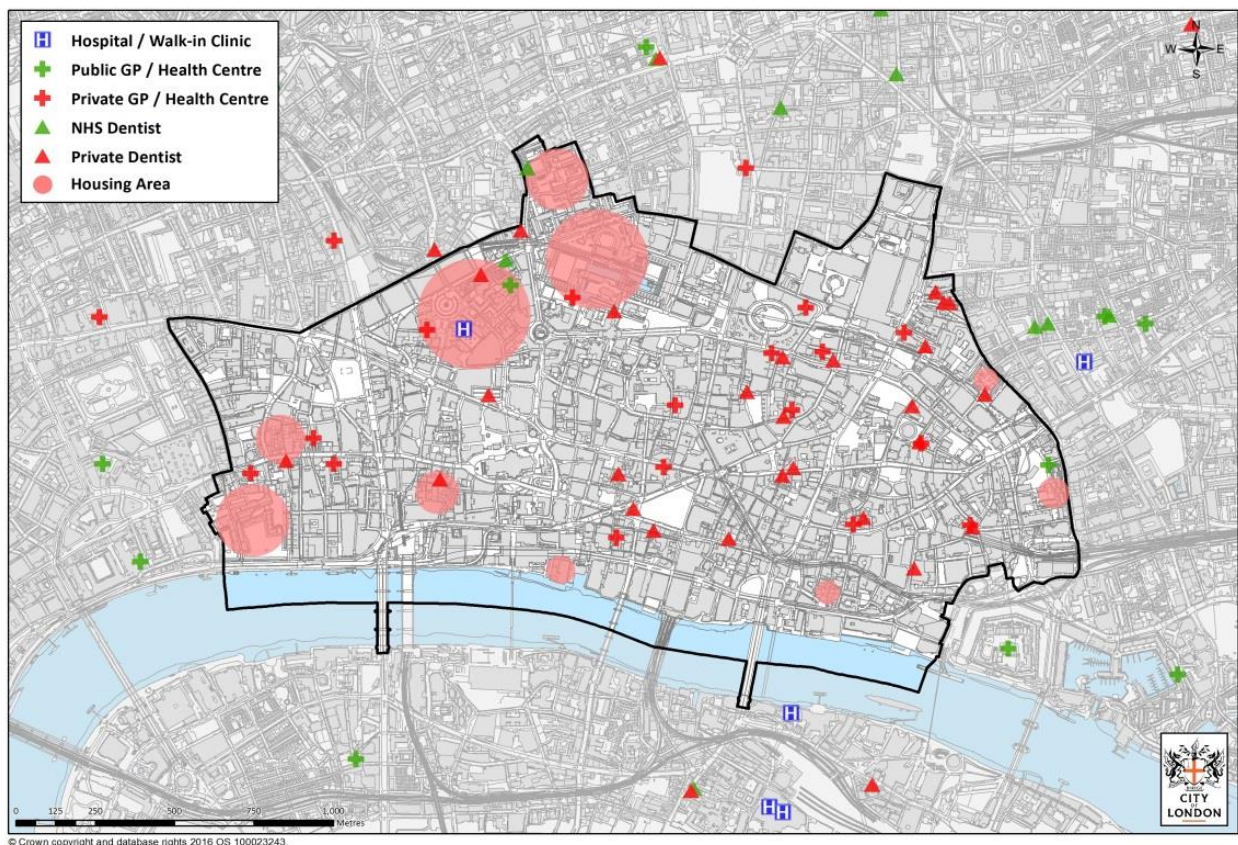 Hospital / Walk-in Clinic
Public GP / Health Centre
Private GP / Health Centre
NHS Dentist
Private Dentist
Housing Area
N
W E
S
H
H
H
H H
0 125 250 500 750 1,000
Metres
CITY
OF
LONDON
© Crown copyright and database rights 2016 OS 100023243.